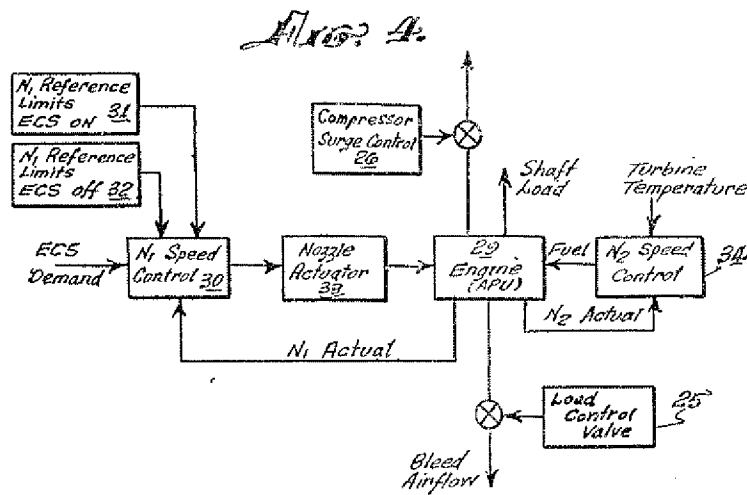 Fig. 4.
N1 Reference
Limits
ECS on 31
N1 Reference
Limits
ECS off 32
Compressor
Surge Control
26
Shaft
Load
Turbine
Temperature
ECS
Demand
N1 Speed
Control 30
Nozzle
Actuator
33
29
Engine
(APU)
Fuel
N2 Speed
Control
34
N2 Actual
N1 Actual
Load
Control
Valve
25
Bleed
Airflow